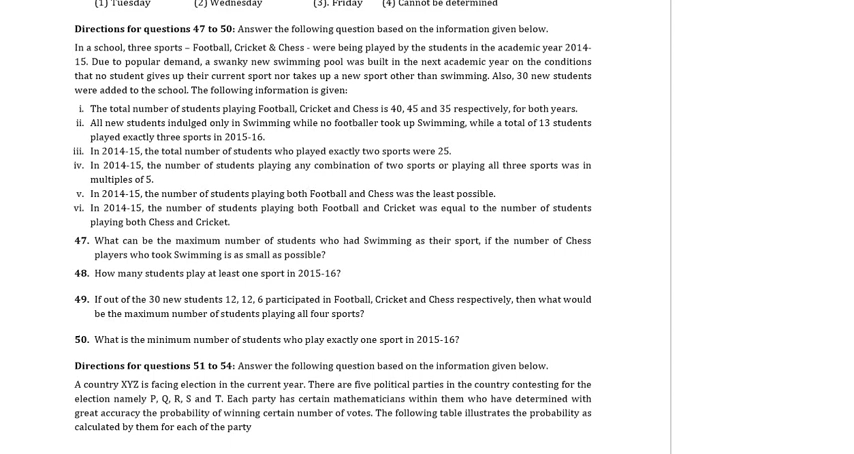 (1) Tuesday (2) Wednesday (3). Friday (4) Cannot be determined
Directions for questions 47 to 50: Answer the following question based on the information given below.
In a school, three sports – Football, Cricket & Chess - were being played by the students in the academic year 2014-
15. Due to popular demand, a swanky new swimming pool was built in the next academic year on the conditions
that no student gives up their current sport nor takes up a new sport other than swimming. Also, 30 new students
were added to the school. The following information is given:
i. The total number of students playing Football, Cricket and Chess is 40, 45 and 35 respectively, for both years.
ii. All new students indulged only in Swimming while no footballer took up Swimming, while a total of 13 students
played exactly three sports in 2015-16.
iii. In 2014-15, the total number of students who played exactly two sports were 25.
iv. In 2014-15, the number of students playing any combination of two sports or playing all three sports was in
multiples of 5.
v. In 2014-15, the number of students playing both Football and Chess was the least possible.
vi. In 2014-15, the number of students playing both Football and Cricket was equal to the number of students
playing both Chess and Cricket.
47. What can be the maximum number of students who had Swimming as their sport, if the number of Chess
players who took Swimming is as small as possible?
48. How many students play at least one sport in 2015-16?
49. If out of the 30 new students 12, 12, 6 participated in Football, Cricket and Chess respectively, then what would
be the maximum number of students playing all four sports?
50. What is the minimum number of students who play exactly one sport in 2015-16?
Directions for questions 51 to 54: Answer the following question based on the information given below.
A country XYZ is facing election in the current year. There are five political parties in the country contesting for the
election namely P, Q, R, S and T. Each party has certain mathematicians within them who have determined with
great accuracy the probability of winning certain number of votes. The following table illustrates the probability as
calculated by them for each of the party